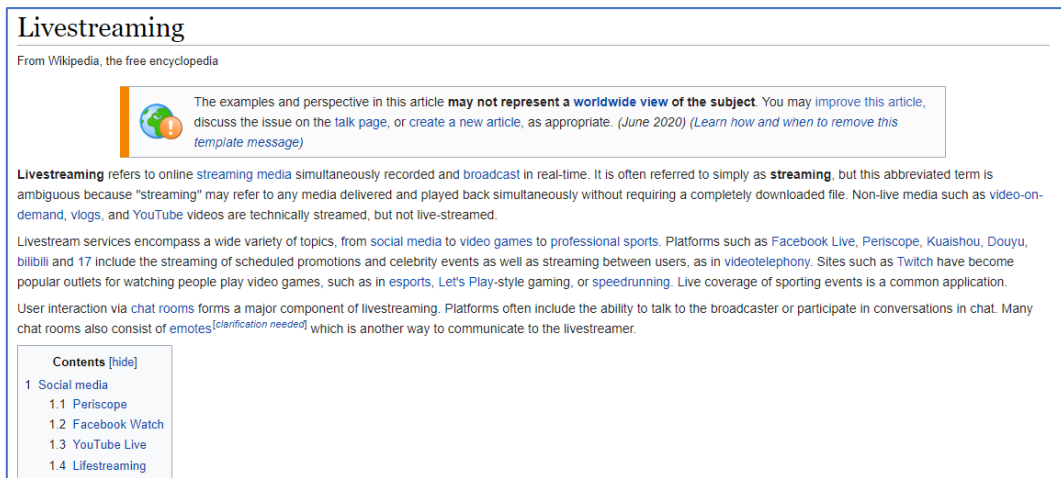 Livestreaming
From Wikipedia, the free encyclopedia
The examples and perspective in this article may not represent a worldwide view of the subject. You may improve this article,
discuss the issue on the talk page, or create a new article, as appropriate. (June 2020) (Learn how and when to remove this
template message)
Livestreaming refers to online streaming media simultaneously recorded and broadcast in real-time. It is often referred to simply as streaming, but this abbreviated term is
ambiguous because "streaming" may refer to any media delivered and played back simultaneously without requiring a completely downloaded file. Non-live media such as video-on-
demand, vlogs, and YouTube videos are technically streamed, but not live-streamed.
Livestream services encompass a wide variety of topics, from social media to video games to professional sports. Platforms such as Facebook Live, Periscope, Kuaishou, Douyu,
bilibili and 17 include the streaming of scheduled promotions and celebrity events as well as streaming between users, as in videotelephony. Sites such as Twitch have become
popular outlets for watching people play video games, such as in esports, Let's Play-style gaming, or speedrunning. Live coverage of sporting events is a common application.
User interaction via chat rooms forms a major component of livestreaming. Platforms often include the ability to talk to the broadcaster or participate in conversations in chat. Many
chat rooms also consist of emotes[clarification needed] which is another way to communicate to the livestreamer.
Contents [hide]
1 Social media
1.1 Periscope
1.2 Facebook Watch
1.3 YouTube Live
1.4 Lifestreaming